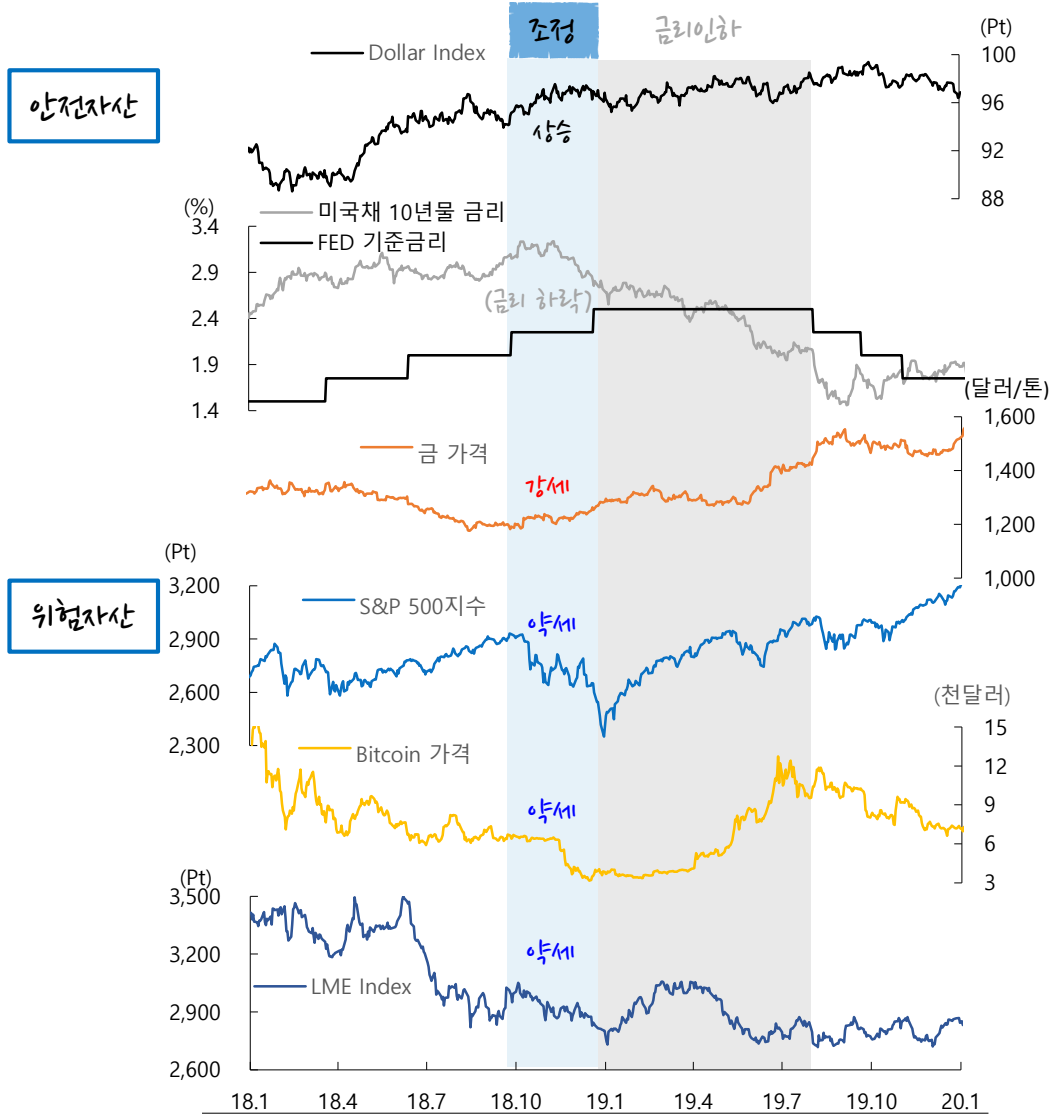 조정
금리인하
(Pt)
Dollar Index
100
안전자산
96
상승
92
88
(%)
미국채 10년물 금리
3.4
FED 기준금리
2.9
(금리 하락)
2.4
1.9
1.4
(달러/톤)
1,600
금 가격
1,400
강세
1,200
(Pt)
1,000
3,200
위험자산
S&P 500지수
약세
2,900
2,600
(천달러)
2,300
15
Bitcoin 가격
12
약세
9
6
3
(Pt)
3,500
약세
3,200
LME Index
2,900
2,600
18.1 18.4 18.7 18.10 19.1 19.4 19.7 19.10 20.1